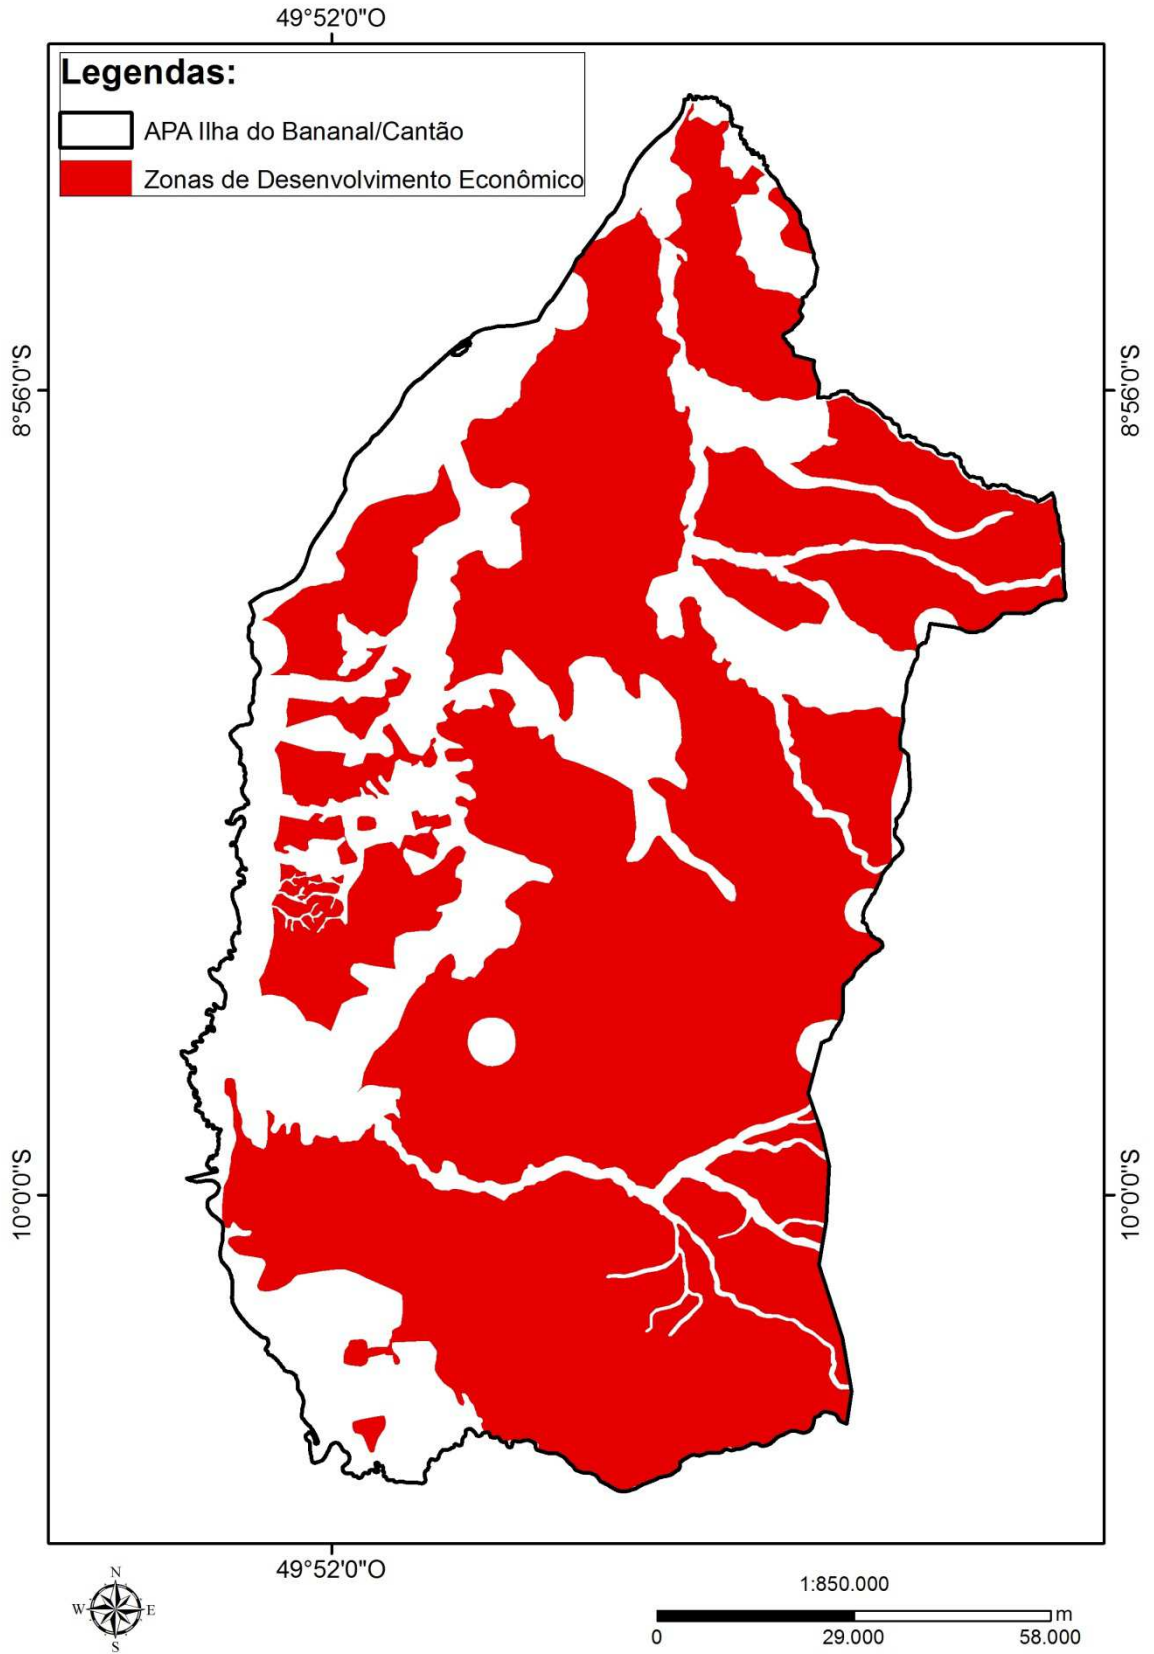 49°52'0"O
Legendas:
APA Ilha do Bananal/Cantão
Zonas de Desenvolvimento Econômico
8°56'0"S
8°56'0"S
10°0'0"S
10°0'0"S
49°52'0"O
N
W E
S
1:850.000
m
0 29.000 58.000